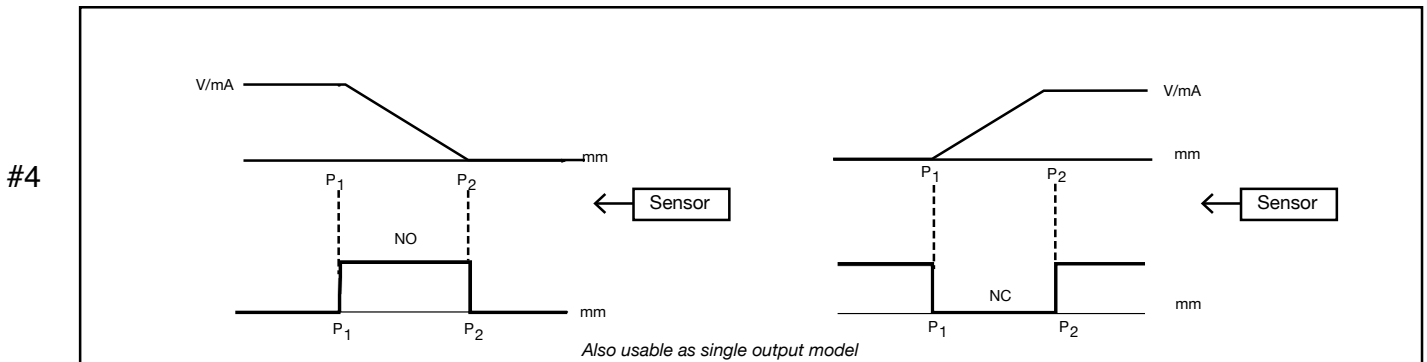 #4
V/mA
mm
P1
P2
Sensor
NO
mm
P1
P2
V/mA
mm
P1
P2
Sensor
NC
mm
P1
P2
Also usable as single output model